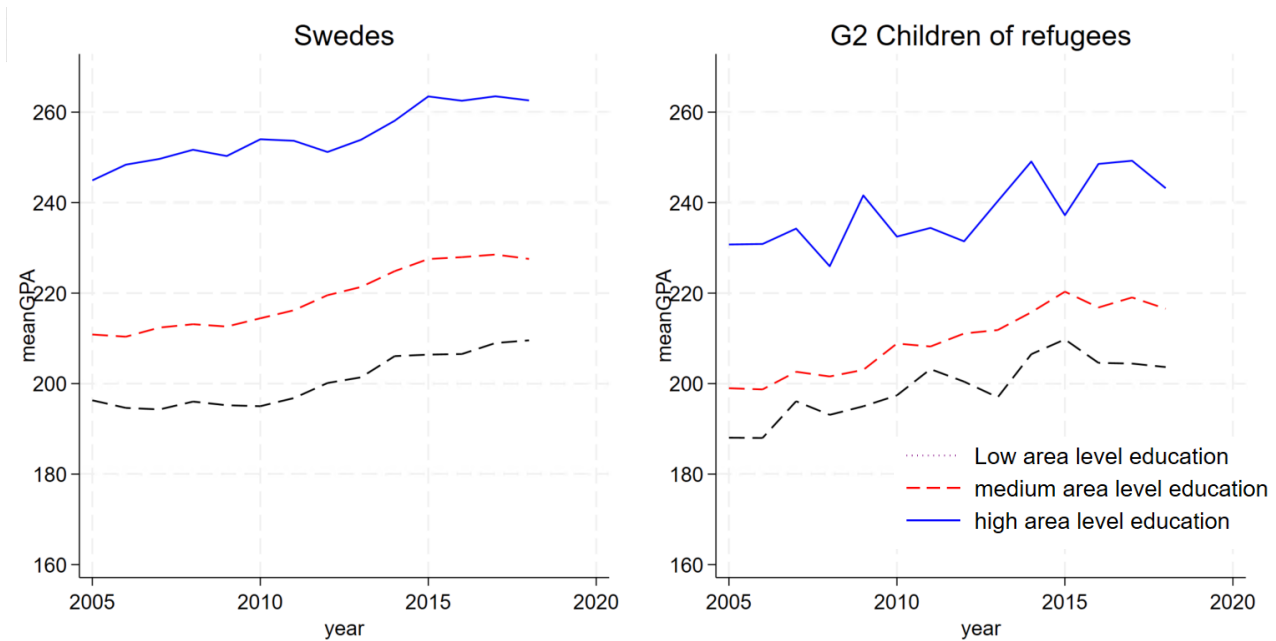 Swedes
260
240
220
200
180
160
meanGPA
2005
2010
2015
2020
year
G2 Children of refugees
260
240
220
200
180
160
meanGPA
2005
2010
2015
2020
year
Low area level education
medium area level education
high area level education